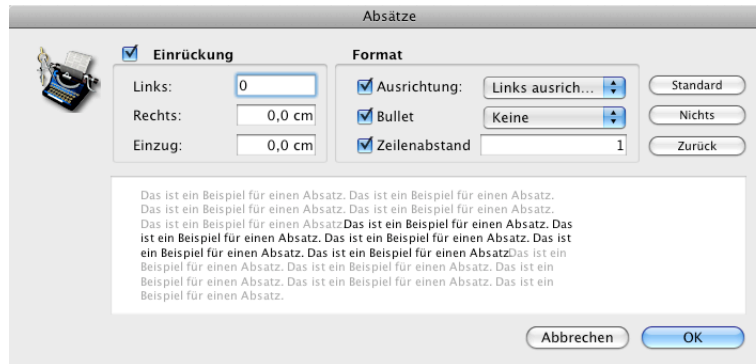 Absätze
Einrückung
Format
Links:
0
Ausrichtung:
Links ausrich...
Standard
Rechts:
0,0 cm
Bullet
Keine
Nichts
Einzug:
0,0 cm
Zeilenabstand
1
Zurück
Das ist ein Beispiel für einen Absatz. Das ist ein Beispiel für einen Absatz.
Das ist ein Beispiel für einen Absatz. Das ist ein Beispiel für einen Absatz.
Das ist ein Beispiel für einen Absatz.Das ist ein Beispiel für einen Absatz. Das
ist ein Beispiel für einen Absatz. Das ist ein Beispiel für einen Absatz. Das ist
ein Beispiel für einen Absatz. Das ist ein Beispiel für einen Absatz.Das ist ein
Beispiel für einen Absatz. Das ist ein Beispiel für einen Absatz. Das ist ein
Beispiel für einen Absatz. Das ist ein Beispiel für einen Absatz. Das ist ein
Beispiel für einen Absatz.
Abbrechen
OK